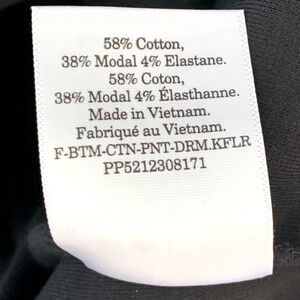 58% Cotton,
38% Modal 4% Elastane.
58% Coton,
38% Modal 4% Élasthanne.
Made in Vietnam.
Fabriqué au Vietnam.
F-BTM-CTN-PNT-DRM.KFLR
PP5212308171